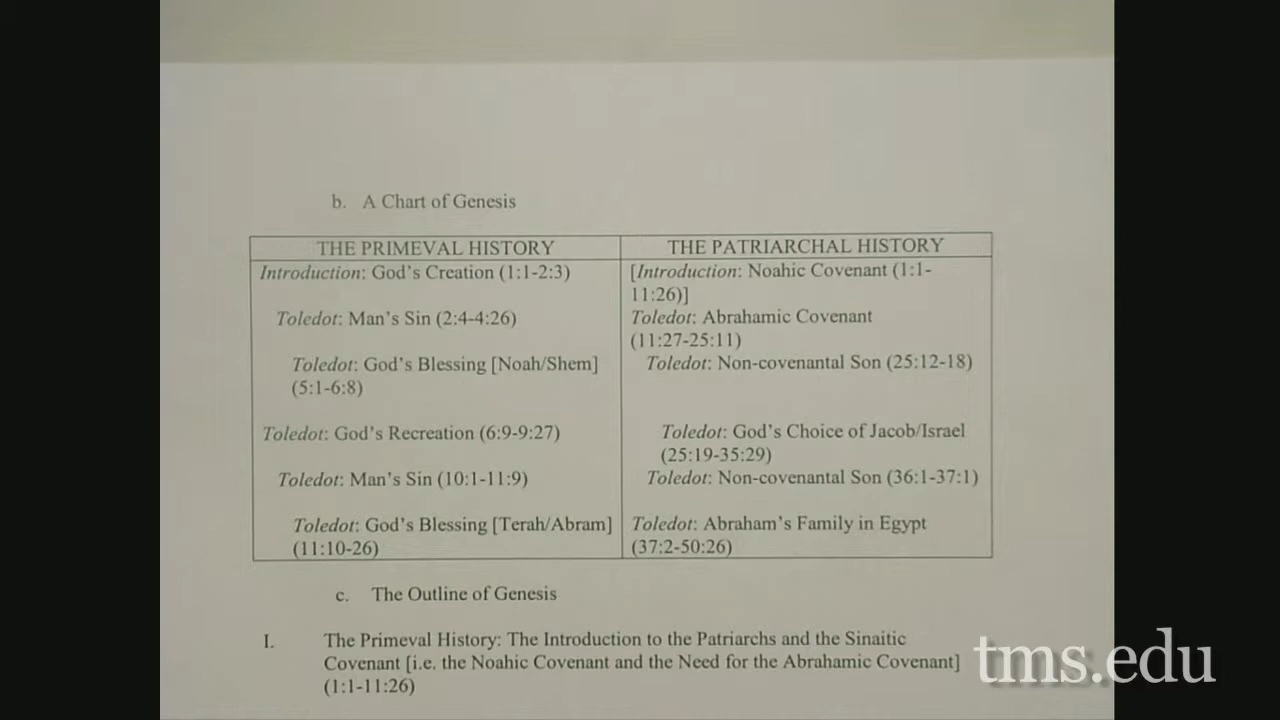 b. A Chart of Genesis
THE PRIMEVAL HISTORY
Introduction: God's Creation (1:1-2:3)
Toledot: Man's Sin (2:4-4:26)
Toledot: God's Blessing [Noah/Shem]
(5:1-6:8)
Toledot: God's Recreation (6:9-9:27)
Toledot: Man's Sin (10:1-11:9)
Toledot: God's Blessing [Terah/Abram]
(11:10-26)
THE PATRIARCHAL HISTORY
[Introduction: Noahic Covenant (1:1-
11:26)]
Toledot: Abrahamic Covenant
(11:27-25:11)
Toledot: Non-covenantal Son (25:12-18)
Toledot: God's Choice of Jacob/Israel
(25:19-35:29)
Toledot: Non-covenantal Son (36:1-37:1)
Toledot: Abraham's Family in Egypt
(37:2-50:26)
c. The Outline of Genesis
I. The Primeval History: The Introduction to the Patriarchs and the Sinaitic
Covenant [i.e. the Noahic Covenant and the Need for the Abrahamic Covenant]
(1:1-11:26)
tms.edu